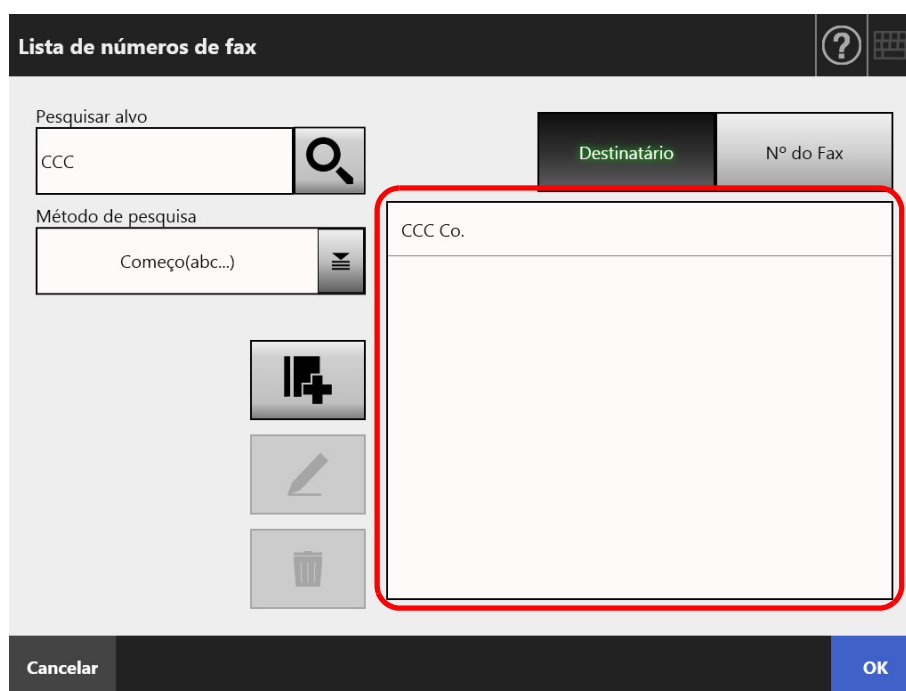 Lista de números de fax
Pesquisar alvo
CCC
Destinatário
Nº do Fax
Método de pesquisa
Começo(abc...)
CCC Co.
Cancelar
OK